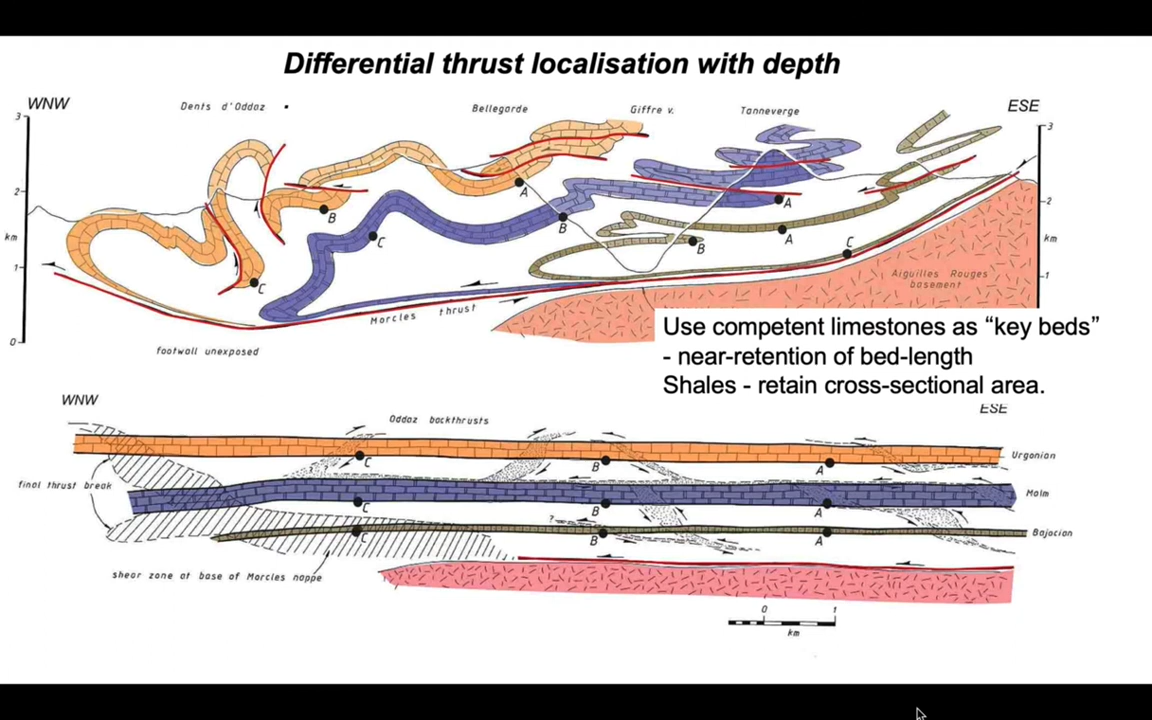 Differential thrust localisation with depth
WNW
Dents d'Oddaz
Bellegarde
Giffre v.
Tanneverge
ESE
3
3
2
2
km
km
1
1
0
A
B
C
C
B
A
A
B
C
Aiguilles Rouges
basement
Morcles thrust
footwall unexposed
Use competent limestones as “key beds”
- near-retention of bed-length
Shales - retain cross-sectional area.
WNW
ESE
Oddaz backthrusts
C
B
A
Urgonian
final thrust break
C
B
A
Malm
?
C
B
A
Bajocian
shear zone at base of Morcles nappe
0 1
km